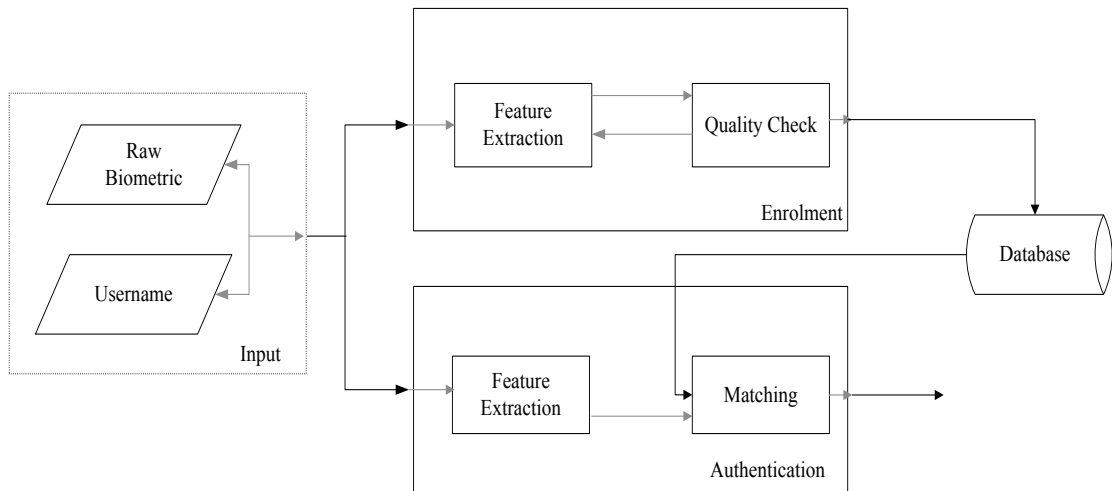 Raw
Biometric
Username
Input
Feature
Extraction
Quality Check
Enrolment
Database
Feature
Extraction
Matching
Authentication